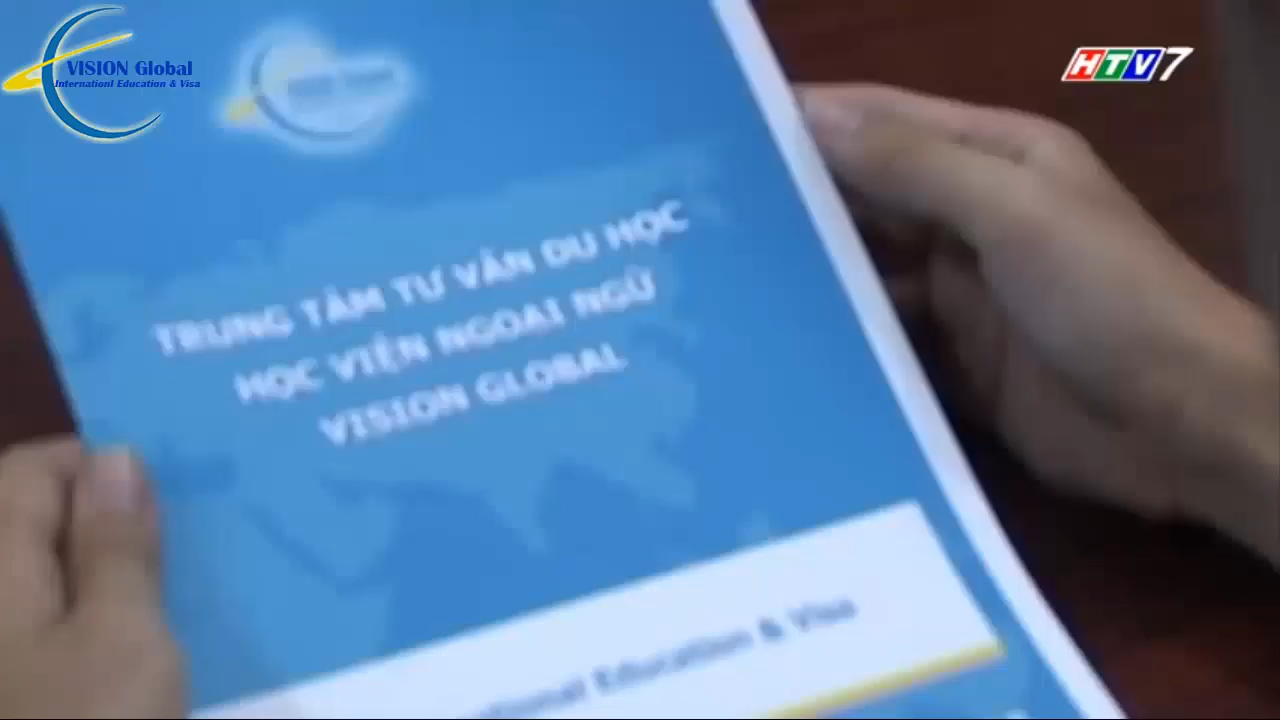 VISION Global
Internationl Education & Visa
HTV7
TRUNG TÂM TƯ VẤN DU HỌC
HỌC VIỆN NGOẠI NGỮ
VISION GLOBAL
Education & Visa